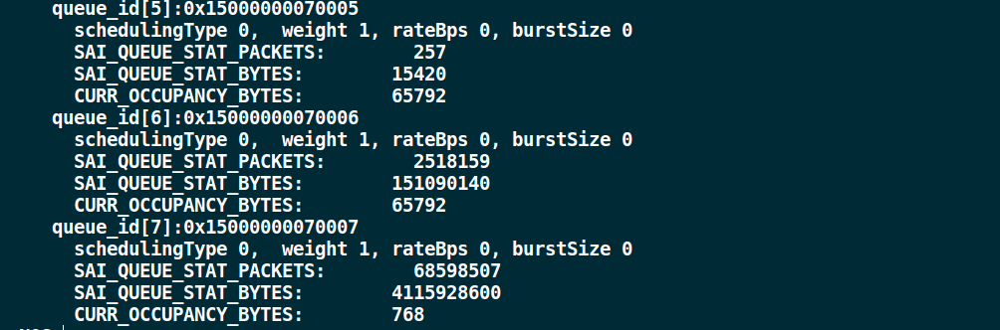 queue_id[5]:0x15000000070005
schedulingType 0,  weight 1, rateBps 0, burstSize 0
SAI_QUEUE_STAT_PACKETS:        257
SAI_QUEUE_STAT_BYTES:        15420
CURR_OCCUPANCY_BYTES:        65792
queue_id[6]:0x15000000070006
schedulingType 0,  weight 1, rateBps 0, burstSize 0
SAI_QUEUE_STAT_PACKETS:        2518159
SAI_QUEUE_STAT_BYTES:        151090140
CURR_OCCUPANCY_BYTES:        65792
queue_id[7]:0x15000000070007
schedulingType 0,  weight 1, rateBps 0, burstSize 0
SAI_QUEUE_STAT_PACKETS:        68598507
SAI_QUEUE_STAT_BYTES:        4115928600
CURR_OCCUPANCY_BYTES:        768